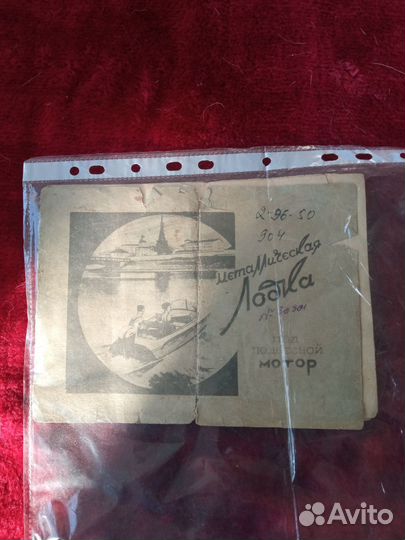 2-96-50
904
металлическая
Лодка
под
подвесной
мотор
Avito